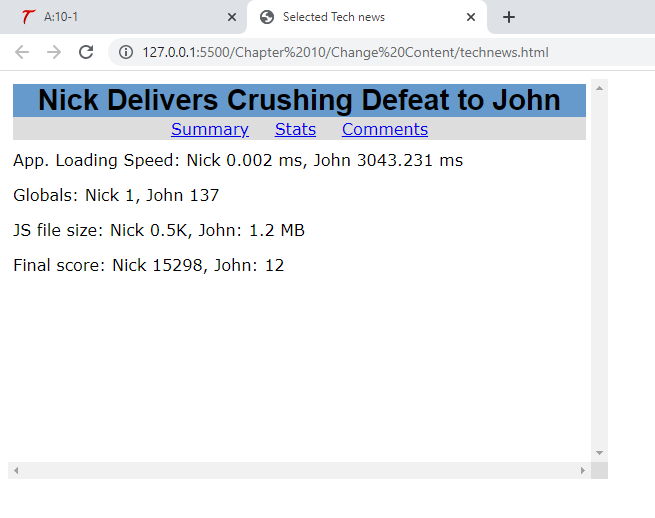 A:10-1
Selected Tech news
127.0.0.1:5500/Chapter%2010/Change%20Content/technews.html
Nick Delivers Crushing Defeat to John
Summary Stats Comments
App. Loading Speed: Nick 0.002 ms, John 3043.231 ms
Globals: Nick 1, John 137
JS file size: Nick 0.5K, John: 1.2 MB
Final score: Nick 15298, John: 12